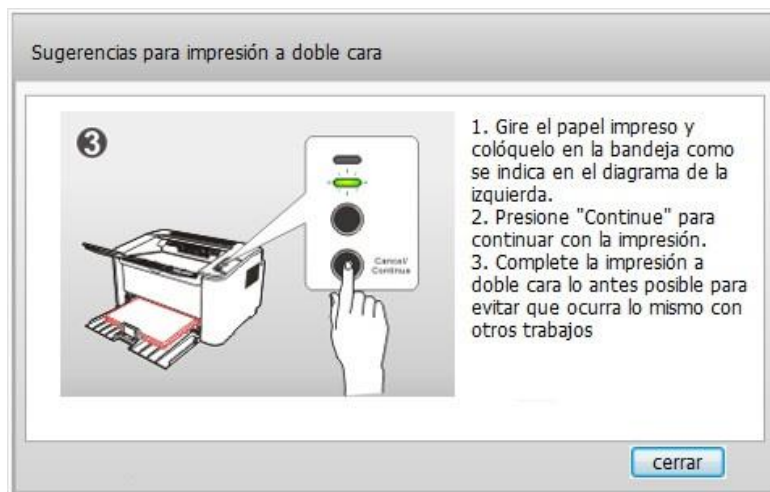 Sugerencias para impresión a doble cara
3
Cancel/
Continue
1. Gire el papel impreso y
colóquelo en la bandeja como
se indica en el diagrama de la
izquierda.
2. Presione "Continue" para
continuar con la impresión.
3. Complete la impresión a
doble cara lo antes posible para
evitar que ocurra lo mismo con
otros trabajos
cerrar